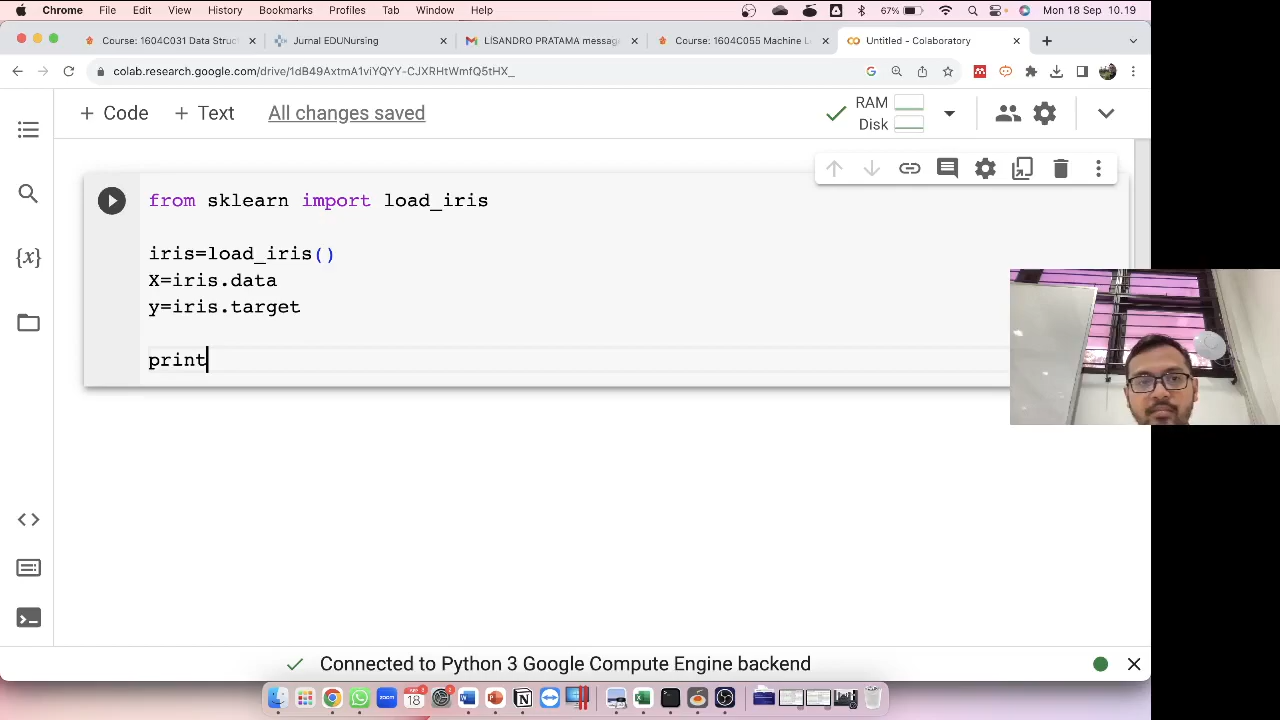 Chrome File Edit View History Bookmarks Profiles Tab Window Help 67% Mon 18 Sep 10.19
Course: 1604C031 Data Struc Jurnal EDUNursing LISANDRO PRATAMA messag Course: 1604C055 Machine Le Untitled - Colaboratory
colab.research.google.com/drive/1dB49AxtmA1viYQYY-CJXRHtWmfQ5tHX_
+ Code + Text All changes saved RAM
Disk
from sklearn import load_iris
iris=load_iris()
X=iris.data
{x}
y=iris.target
print
Connected to Python 3 Google Compute Engine backend
zoom 18